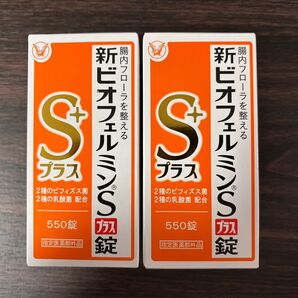 腸内フローラを整える
新ビオフェルミン®Sプラス錠
S+
プラス
2種のビフィズス菌
2種の乳酸菌 配合
550錠
指定医薬部外品
腸内フローラを整える
新ビオフェルミン®Sプラス錠
S+
プラス
2種のビフィズス菌
2種の乳酸菌 配合
550錠
指定医薬部外品